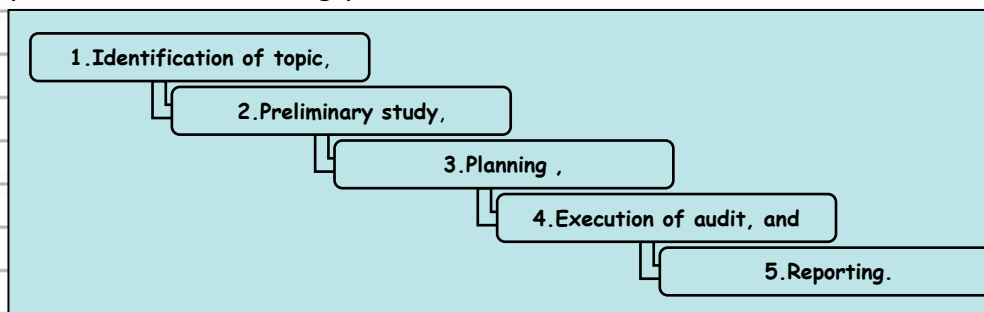 1.Identification of topic,
2.Preliminary study,
3.Planning ,
4.Execution of audit, and
5.Reporting.